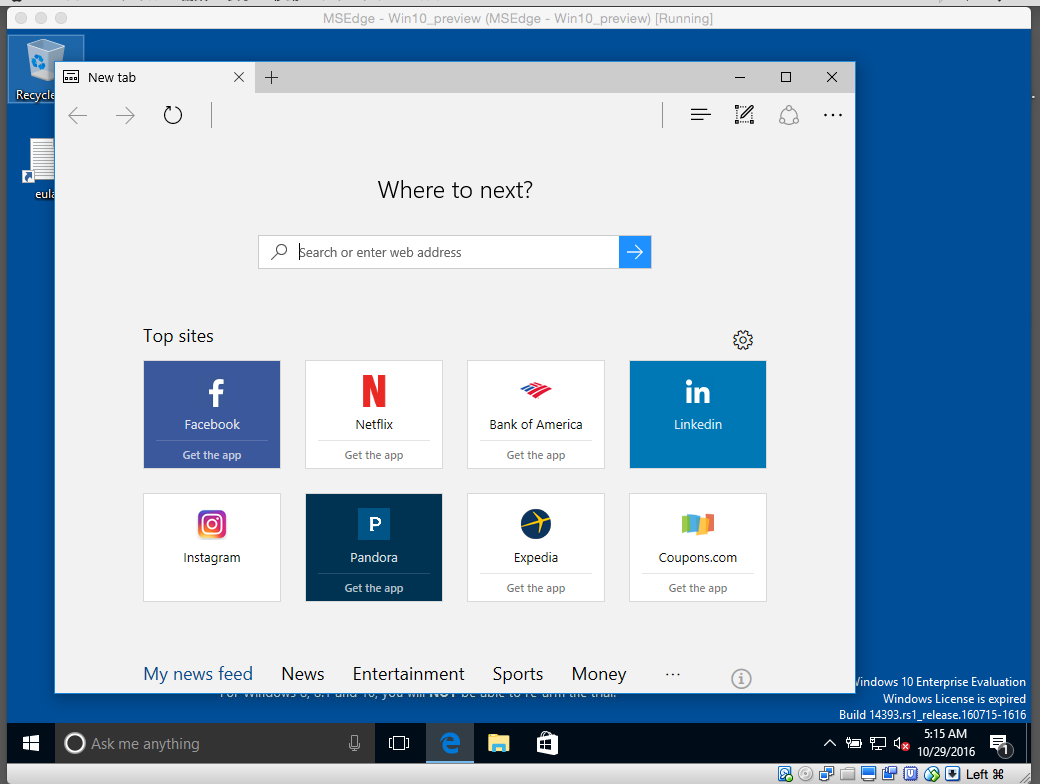 MSEdge - Win10_preview (MSEdge - Win10_preview) [Running]
New tab
Recycle
eula
Where to next?
Search or enter web address
Top sites
Facebook
Get the app
Netflix
Get the app
Bank of America
Get the app
in
Linkedin
Instagram
P
Pandora
Get the app
Expedia
Get the app
Coupons.com
Get the app
My news feed News Entertainment Sports Money ...
For Windows 8, 8.1 and 10, you will NOT be able to re-arm the trial.
Windows 10 Enterprise Evaluation
Windows License is expired
Build 14393.rs1_release.160715-1616
Ask me anything
5:15 AM
10/29/2016
1
Left ⌘